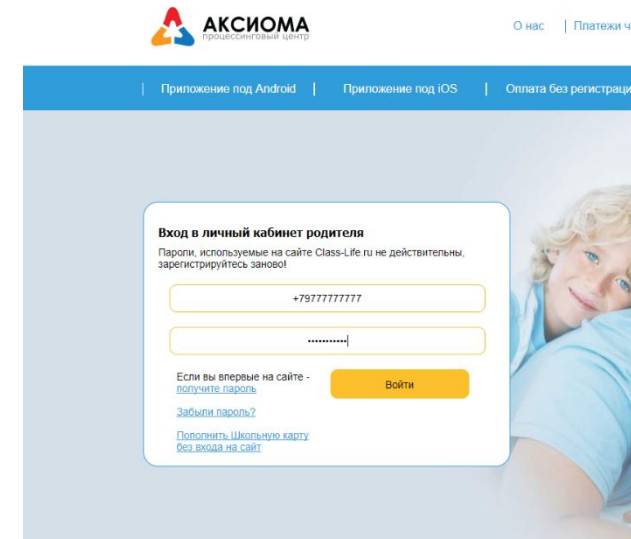 АКСИОМА
процессинговый центр
О нас | Платежи ч
| Приложение под Android | Приложение под iOS | Оплата без регистраци
Вход в личный кабинет родителя
Пароли, используемые на сайте Class-Life.ru не действительны,
зарегистрируйтесь заново!
+79777777777
•••••••••••
Если вы впервые на сайте -
получите пароль
Войти
Забыли пароль?
Пополнить Школьную карту
без входа на сайт